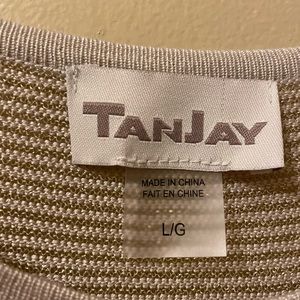 TANJAY
MADE IN CHINA
FAIT EN CHINE
L/G